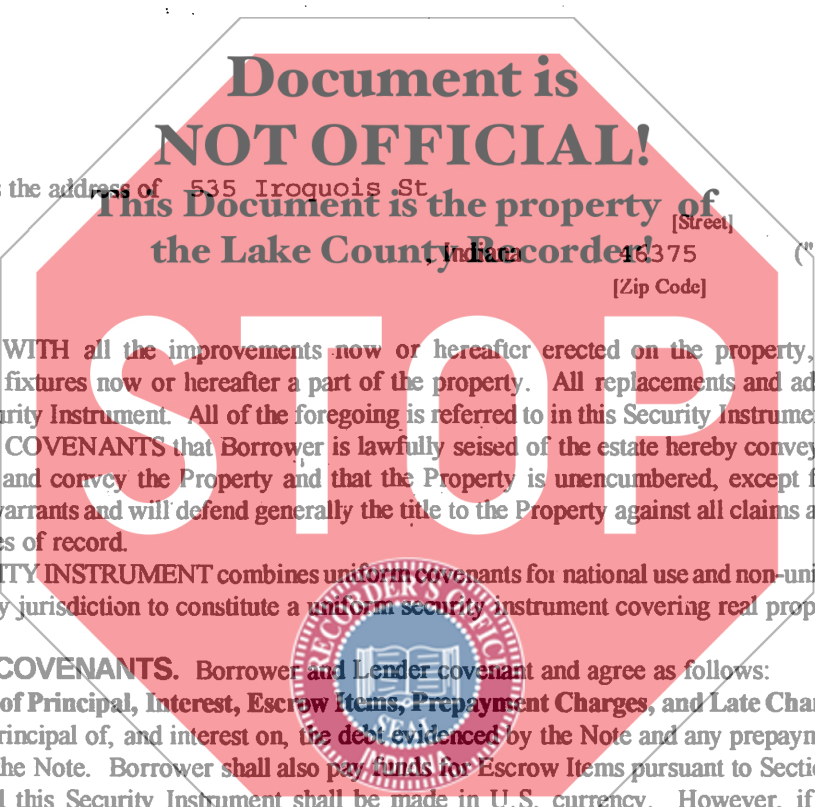 Document is
NOT OFFICIAL!
s the address of 535 Iroquois St
This Document is the property of
[Street]
the Lake County Recorder!
, Indiana 46375 ("
[Zip Code]
STOP
WITH all the improvements now or hereafter erected on the property,
fixtures now or hereafter a part of the property. All replacements and ad
urity Instrument. All of the foregoing is referred to in this Security Instrume
COVENANTS that Borrower is lawfully seised of the estate hereby convey
and convey the Property and that the Property is unencumbered, except f
warrants and will defend generally the title to the Property against all claims a
es of record.
ITY INSTRUMENT combines uniform covenants for national use and non-uni
y jurisdiction to constitute a uniform security instrument covering real prop
COVENANTS. Borrower and Lender covenant and agree as follows:
of Principal, Interest, Escrow Items, Prepayment Charges, and Late Char
rincipal of, and interest on, the debt evidenced by the Note and any prepaym
he Note. Borrower shall also pay funds for Escrow Items pursuant to Sectio
l this Security Instrument shall be made in U.S. currency. However, if
RECORDER'S OFFICE
SEAL